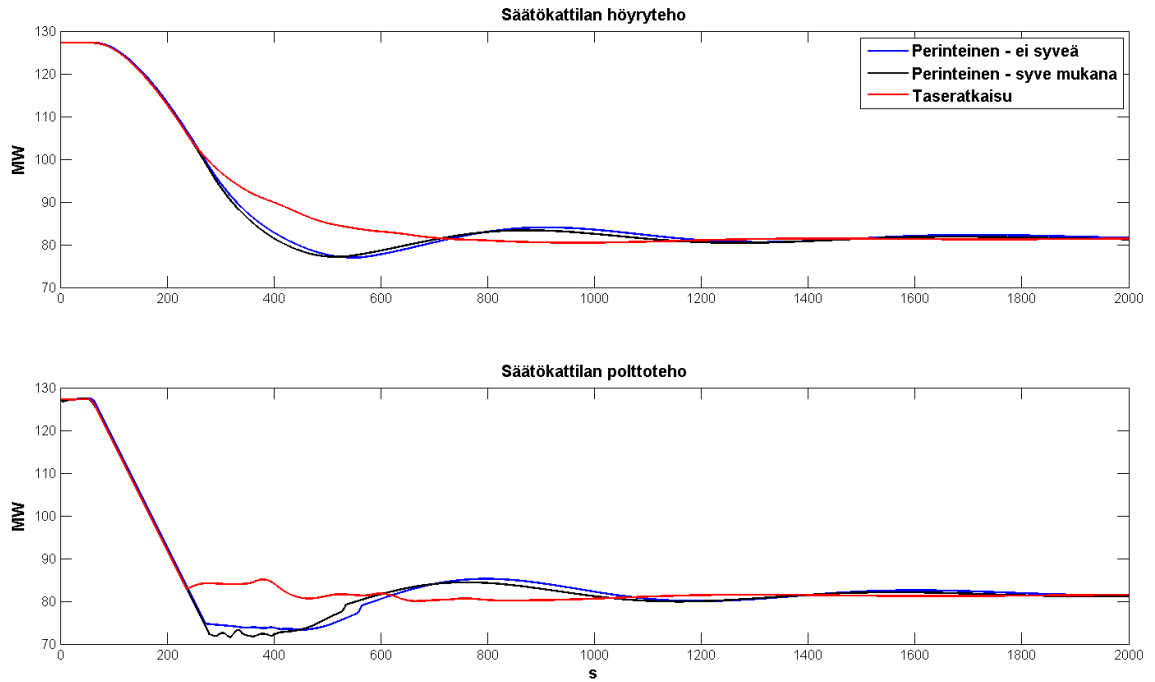 Säätökattilan höyryteho
130
120
110
100
90
80
70
MW
0 200 400 600 800 1000 1200 1400 1600 1800 2000
Perinteinen - ei syveä
Perinteinen - syve mukana
Taseratkaisu
Säätökattilan polttoteho
130
120
110
100
90
80
70
MW
0 200 400 600 800 1000 1200 1400 1600 1800 2000
s